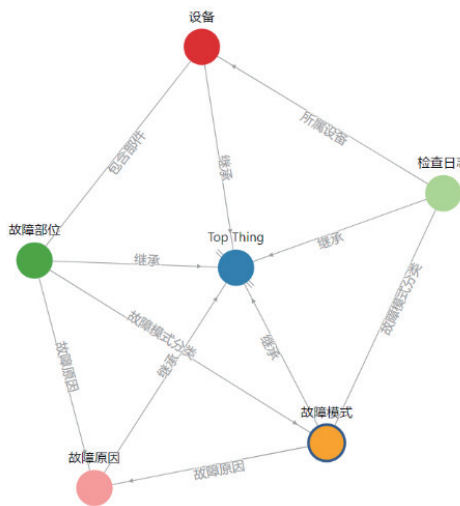 设备
所属设备
包含部件
继承
检查日志
故障部位
Top Thing
继承
继承
故障模式分类
故障模式分类
继承
继承
故障原因
故障模式
故障原因
故障原因